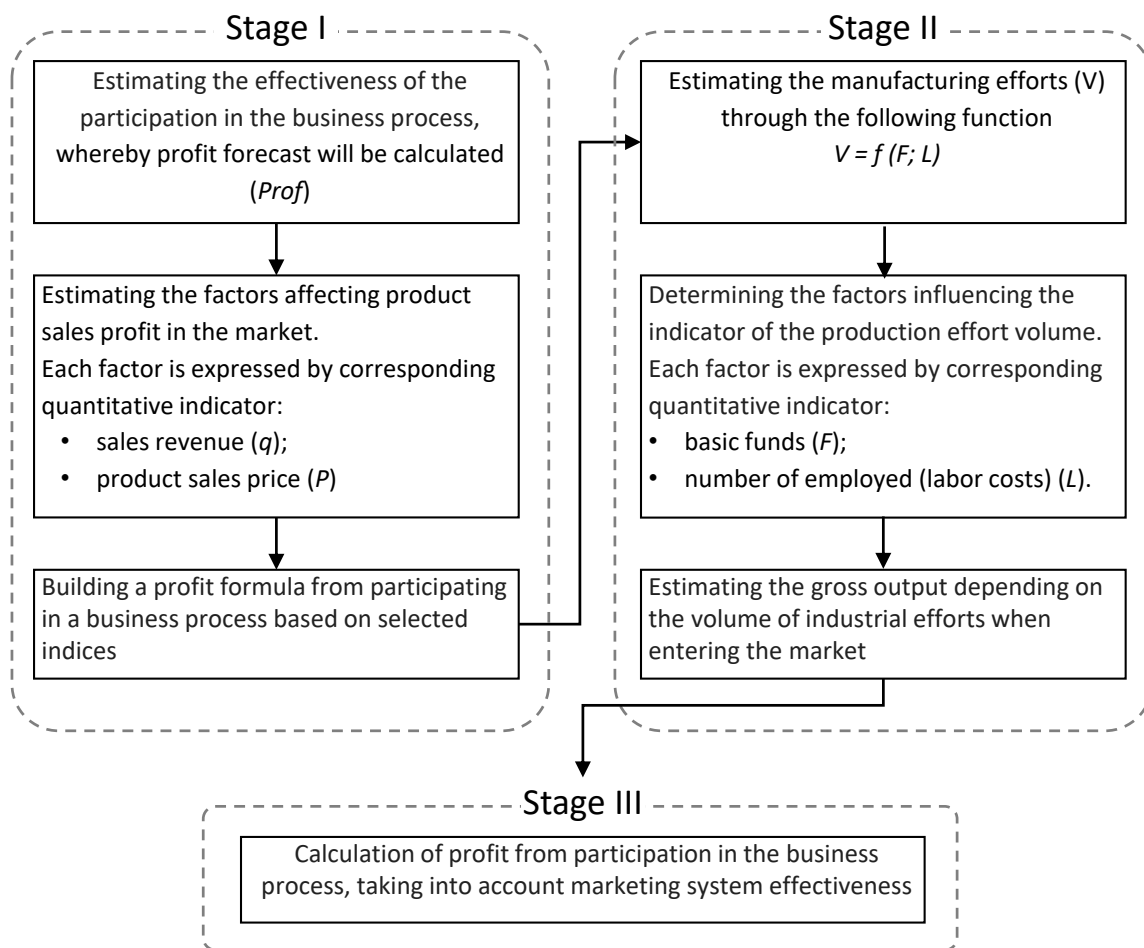 Stage I
Estimating the effectiveness of the
participation in the business process,
whereby profit forecast will be calculated
(Prof)
Estimating the factors affecting product
sales profit in the market.
Each factor is expressed by corresponding
quantitative indicator:
• sales revenue (q);
• product sales price (P)
Building a profit formula from participating
in a business process based on selected
indices
Stage II
Estimating the manufacturing efforts (V)
through the following function
V = f (F; L)
Determining the factors influencing the
indicator of the production effort volume.
Each factor is expressed by corresponding
quantitative indicator:
• basic funds (F);
• number of employed (labor costs) (L).
Estimating the gross output depending on
the volume of industrial efforts when
entering the market
Stage III
Calculation of profit from participation in the business
process, taking into account marketing system effectiveness